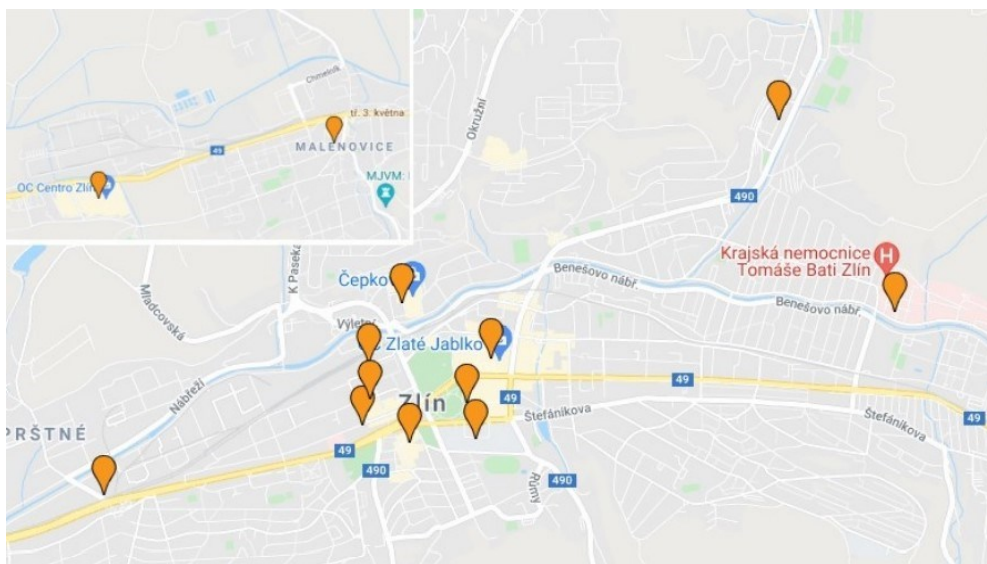 Chmelník
tř. 3. května
49
MALENOVICE
OC Centro Zlín
MJVM:
Okružní
490
Krajská nemocnice
Tomáše Bati Zlín
H
Benešovo nábř.
Benešovo nábř.
K Pasekám
Mladcovská
Čepko
Výletní
Zlaté Jablko
Nábřeží
49
Zlín
49
Štefánikova
Štefánikova
49
PRŠTNÉ
49
490
490
Růmy